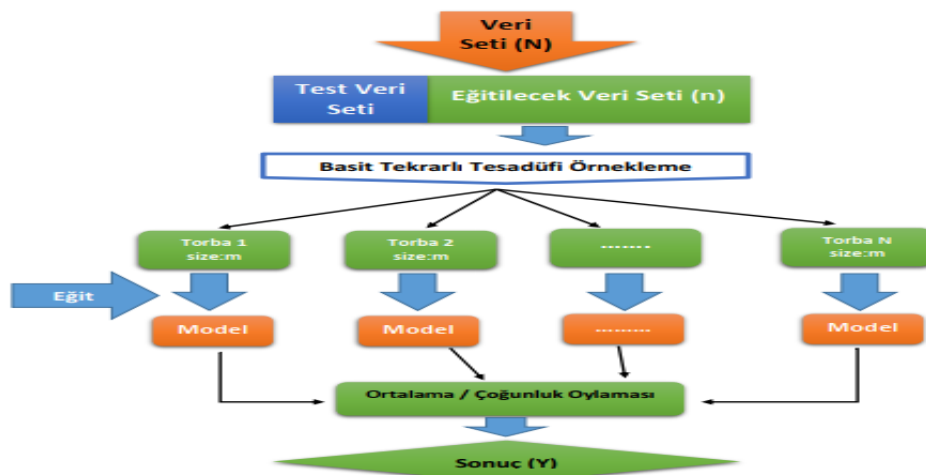 Veri
Seti (N)
Test Veri
Seti
Eğitilecek Veri Seti (n)
Basit Tekrarlı Tesadüfi Örnekleme
Torba 1
size:m
Torba 2
size:m
.......
Torba N
size:m
Eğit
Model
Model
.........
Model
Ortalama / Çoğunluk Oylaması
Sonuç (Y)